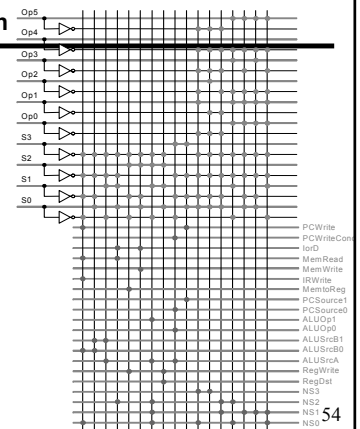 n
Op5
Op4
Op3
Op2
Op1
Op0
S3
S2
S1
S0
PCWrite
PCWriteCon
IorD
MemRead
MemWrite
IRWrite
MemtoReg
PCSource1
PCSource0
ALUOp1
ALUOp0
ALUSrcB1
ALUSrcB0
ALUSrcA
RegWrite
RegDst
NS3
NS2
NS1
NS0
54